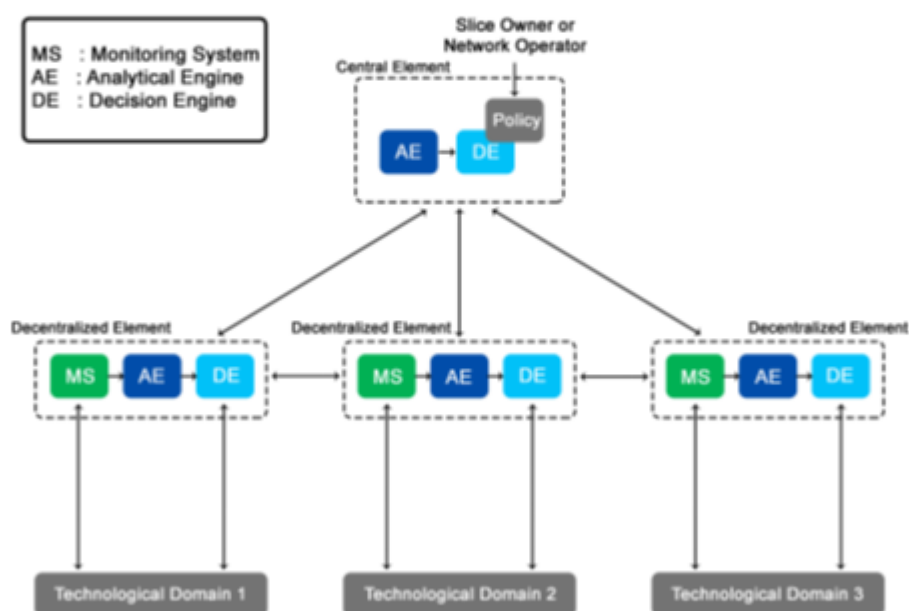 MS : Monitoring System
AE : Analytical Engine
DE : Decision Engine
Slice Owner or
Network Operator
Central Element
Policy
AE
DE
Decentralized Element
Decentralized Element
Decentralized Element
MS
AE
DE
MS
AE
DE
MS
AE
DE
Technological Domain 1
Technological Domain 2
Technological Domain 3